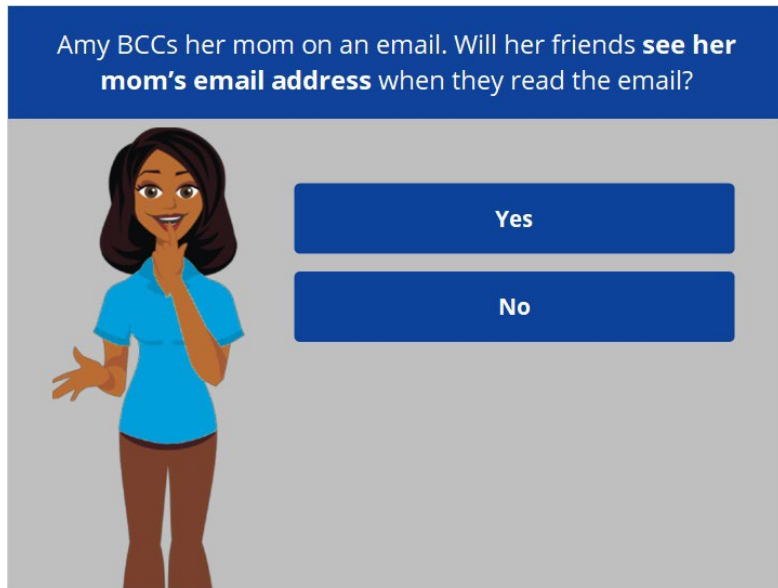 Amy BCCs her mom on an email. Will her friends see her
mom’s email address when they read the email?
Yes
No